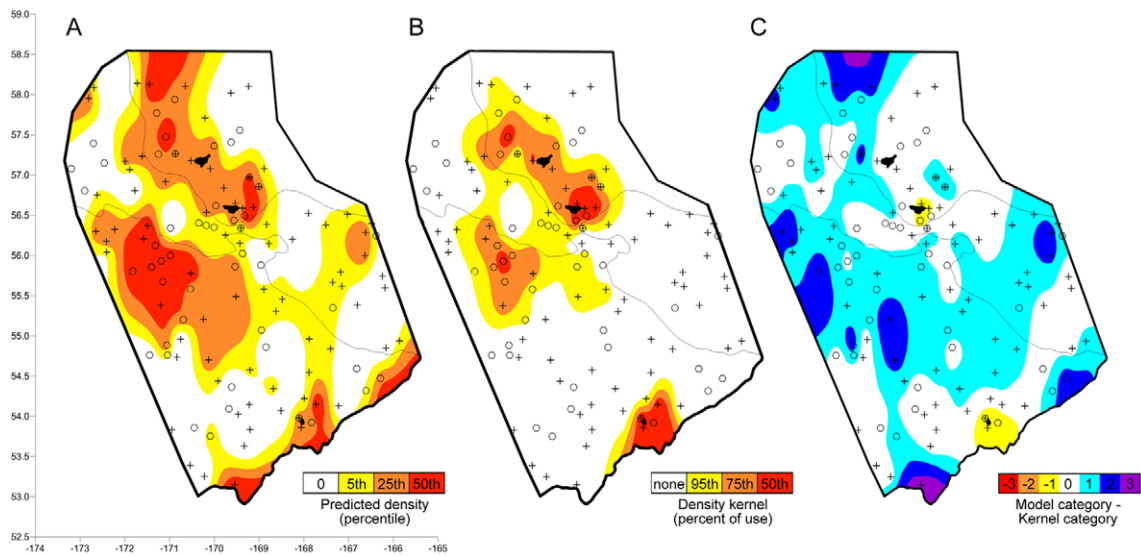 A B C
59.0
58.5
58.0
57.5
57.0
56.5
56.0
55.5
55.0
54.5
54.0
53.5
53.0
52.5
-174 -173 -172 -171 -170 -169 -168 -167 -166 -165
0 5th 25th 50th
Predicted density
(percentile)
none 95th 75th 50th
Density kernel
(percent of use)
-3 -2 -1 0 1 2 3
Model category -
Kernel category